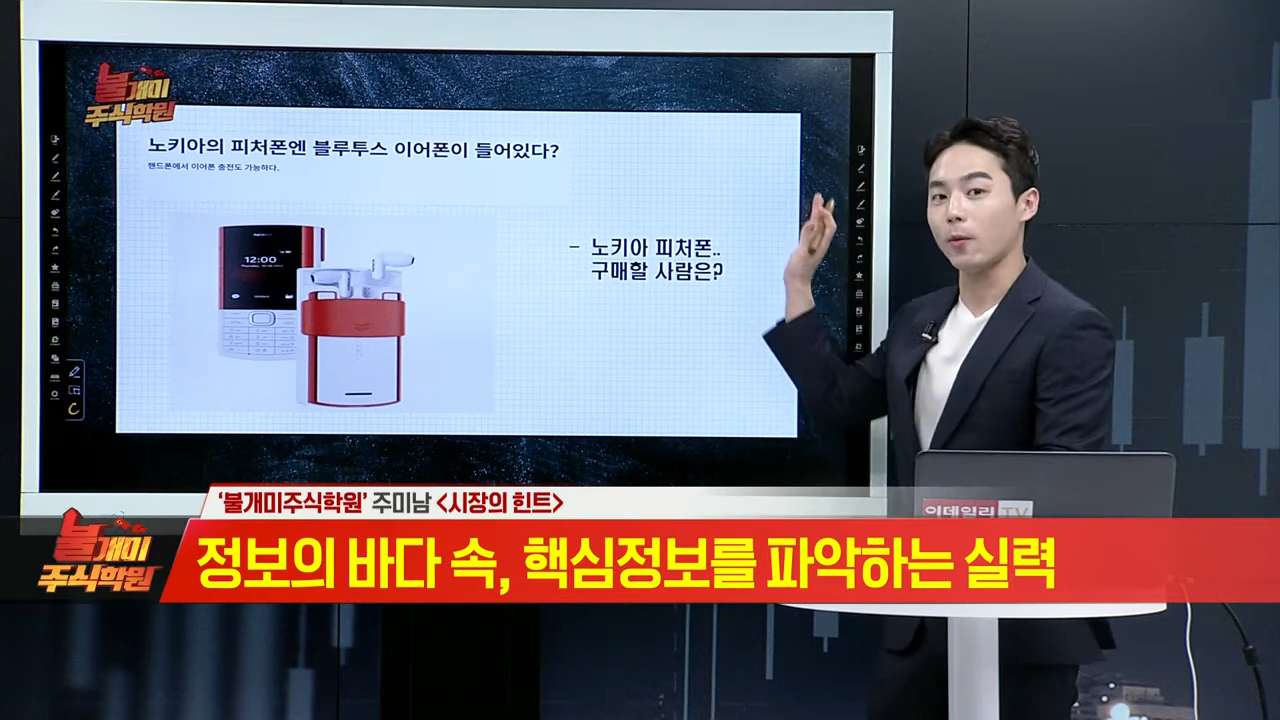 불개미
주식학원
노키아의 피처폰엔 블루투스 이어폰이 들어있다?
핸드폰에서 이어폰 충전도 가능하다.
NOKIA
12:00
- 노키아 피처폰..
구매할 사람은?
'불개미주식학원' 주미남 <시장의 힌트>
이데일리 TV
불개미
주식학원
정보의 바다 속, 핵심정보를 파악하는 실력